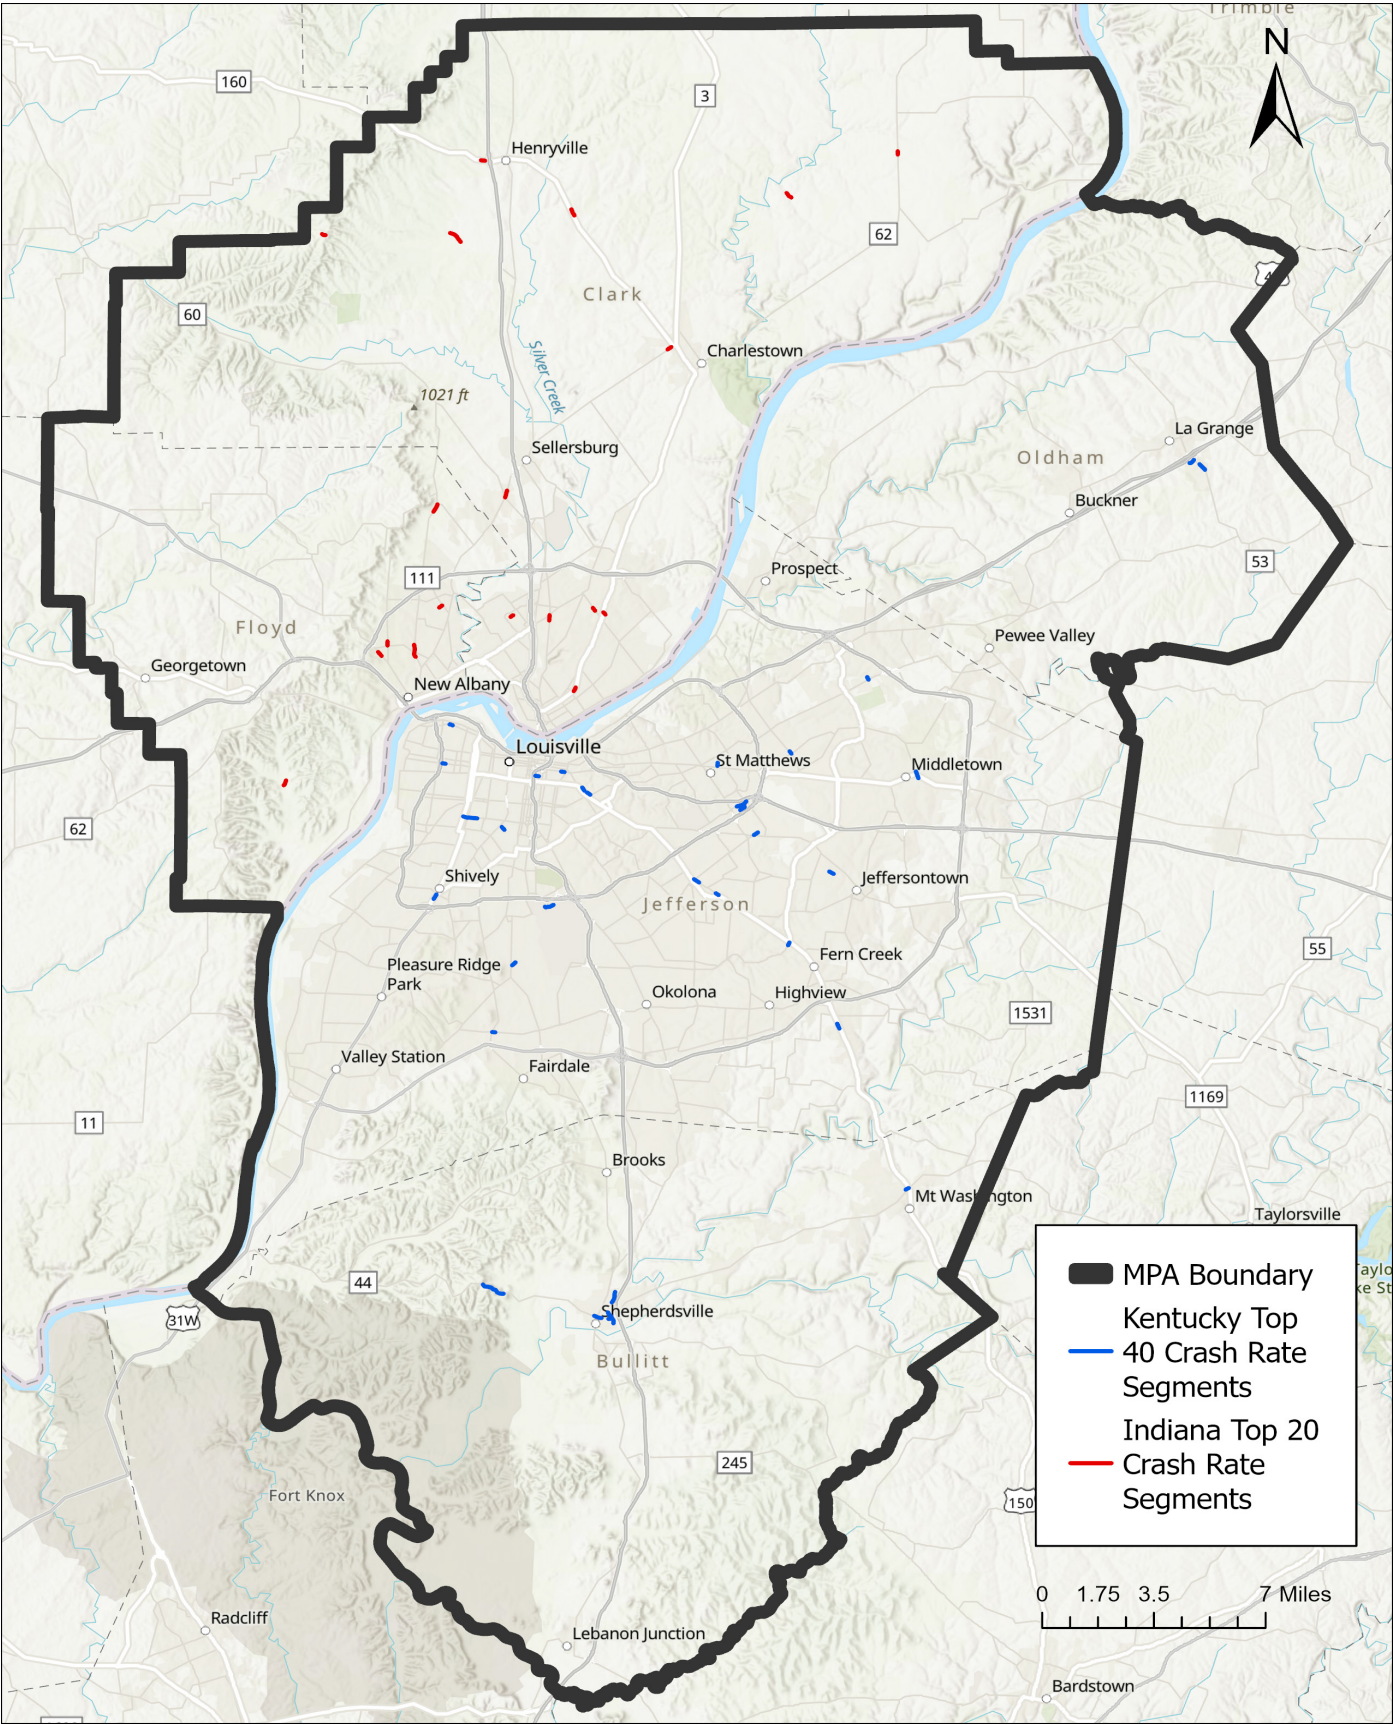 Trimble
N
160
3
Henryville
62
Clark
60
Charlestown
Silver Creek
1021 ft
La Grange
Sellersburg
Oldham
Buckner
53
Prospect
111
Floyd
Pewee Valley
Georgetown
New Albany
Louisville
St Matthews
Middletown
62
Shively
Jeffersontown
Jefferson
55
Fern Creek
Pleasure Ridge
Park
Okolona
Highview
1531
Valley Station
Fairdale
1169
11
Brooks
Mt Washington
Taylorsville
44
31W
Shepherdsville
Bullitt
MPA Boundary
Kentucky Top
40 Crash Rate
Segments
Indiana Top 20
Crash Rate
Segments
245
Fort Knox
150
0 1.75 3.5 7 Miles
Radcliff
Lebanon Junction
Bardstown